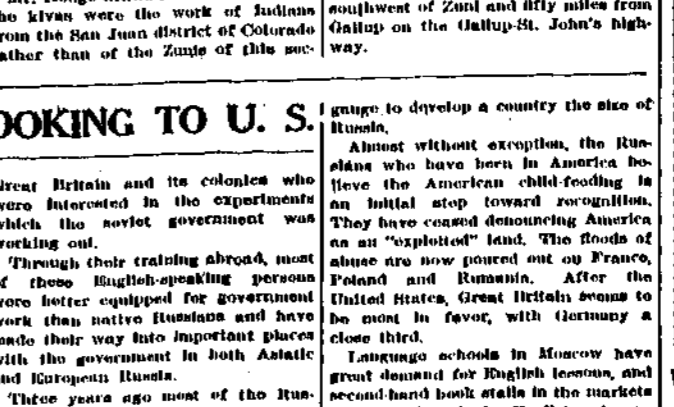 he kivas were the work of Indians
rom the San Juan district of Colorado
ather than of the Zunis of this sec-
OOKING TO U. S.
Great Britain and its colonies who
were interested in the experiments
which the soviet government was
working out.
Through their training abroad, most
of these English-speaking persons
were better equipped for government
work than native Russians and have
made their way into important places
with the government in both Asiatic
and European Russia.
Three years ago most of the Rus-
southwest of Zuni and fifty miles from
Gallup on the Gallup-St. John's high-
way.
guage to develop a country the size of
Russia.
Almost without exception, the Rus-
sians who have been in America be-
lieve the American child-feeding is
an initial step toward recognition.
They have ceased denouncing America
as an "exploited" land. The floods of
abuse are now poured out on France,
Poland and Rumania. After the
United States, Great Britain seems to
be most in favor, with Germany a
close third.
Language schools in Moscow have
great demand for English lessons, and
second-hand book stalls in the markets